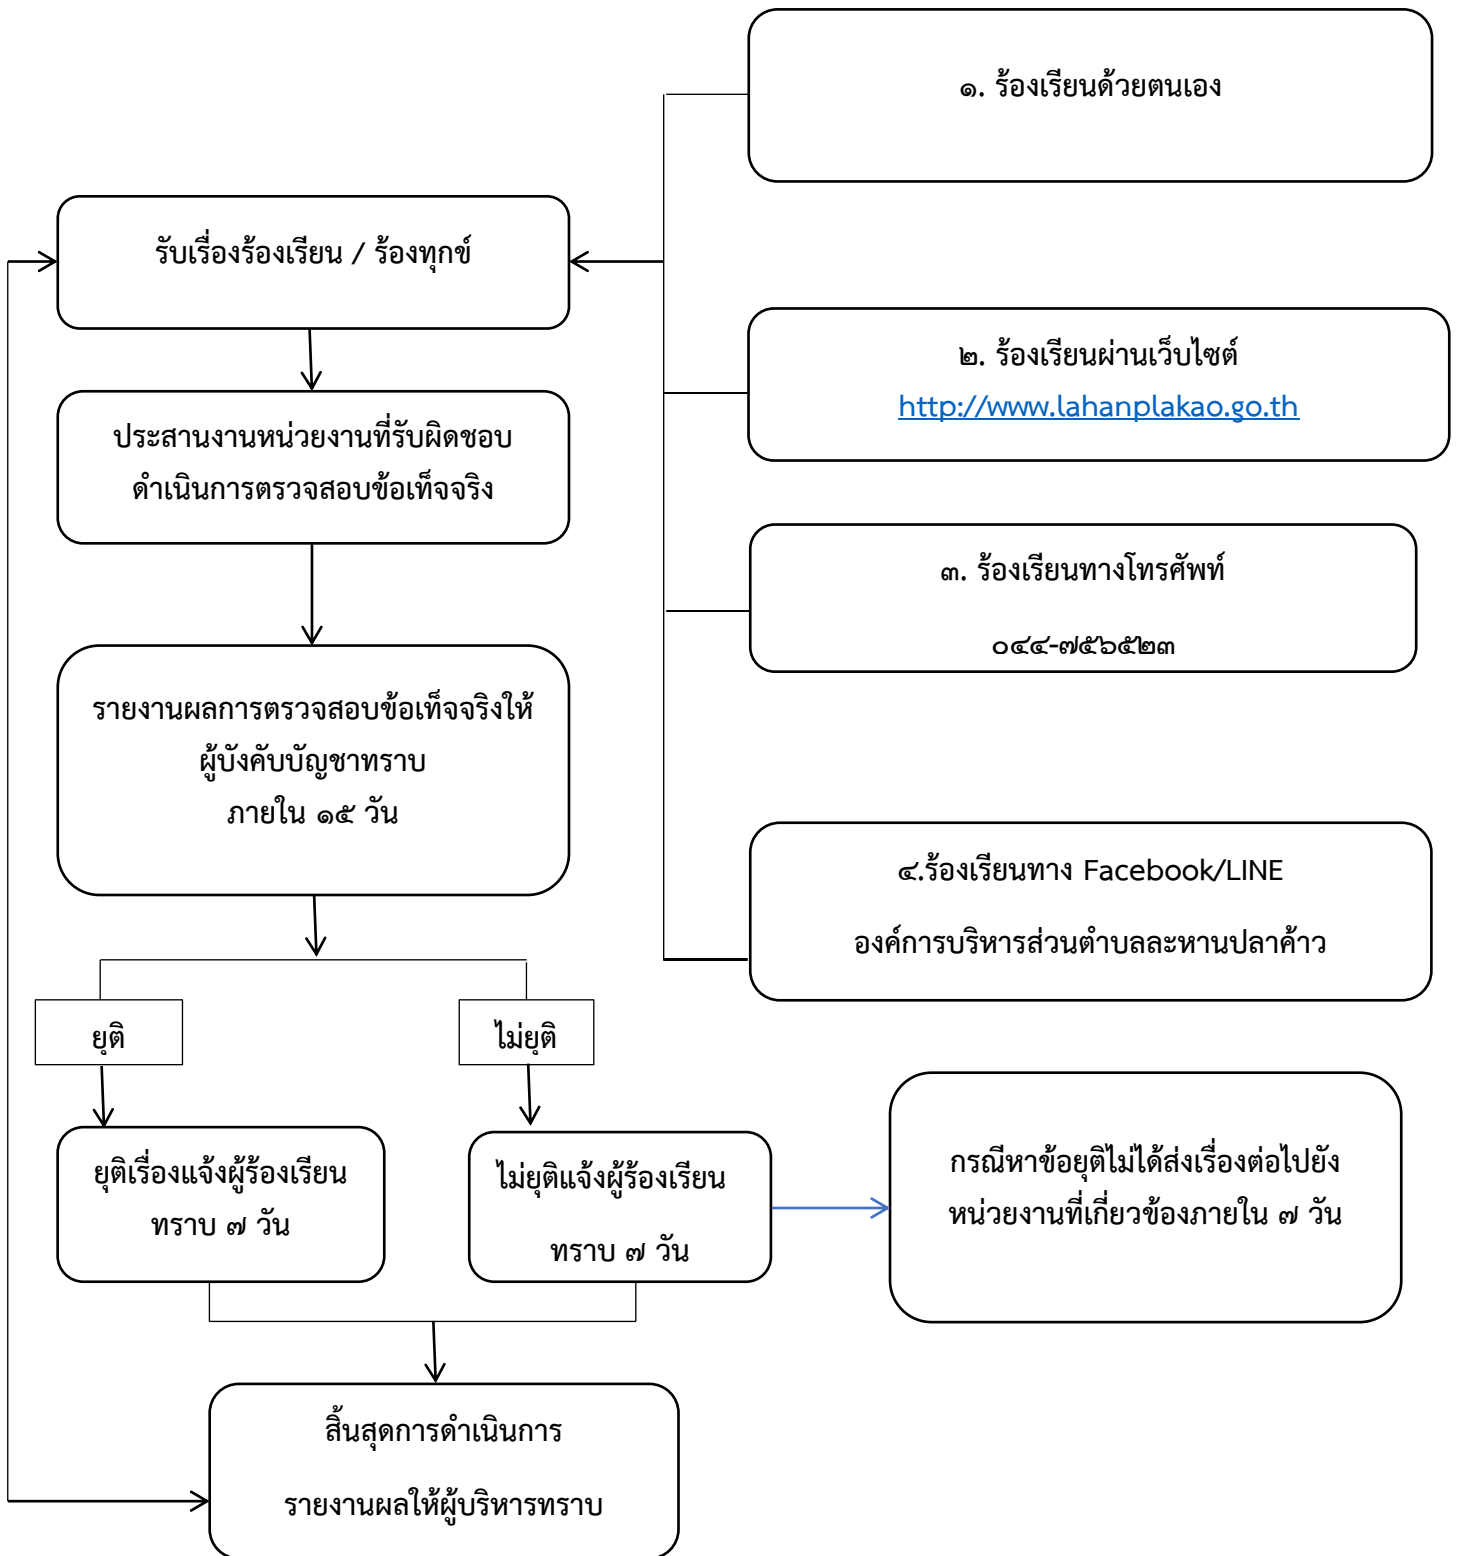 ๑. ร้องเรียนด้วยตนเอง
รับเรื่องร้องเรียน / ร้องทุกข์
๒. ร้องเรียนผ่านเว็บไซต์
http://www.lahanplakao.go.th
ประสานงานหน่วยงานที่รับผิดชอบ
ดำเนินการตรวจสอบข้อเท็จจริง
๓. ร้องเรียนทางโทรศัพท์
๐๔๔-๗๕๖๕๒๓
รายงานผลการตรวจสอบข้อเท็จจริงให้
ผู้บังคับบัญชาทราบ
ภายใน ๑๕ วัน
๔.ร้องเรียนทาง Facebook/LINE
องค์การบริหารส่วนตำบลละหานปลาค้าว
ยุติ
ไม่ยุติ
ยุติเรื่องแจ้งผู้ร้องเรียน
ทราบ ๗ วัน
ไม่ยุติแจ้งผู้ร้องเรียน
ทราบ ๗ วัน
กรณีหาข้อยุติไม่ได้ส่งเรื่องต่อไปยัง
หน่วยงานที่เกี่ยวข้องภายใน ๗ วัน
สิ้นสุดการดำเนินการ
รายงานผลให้ผู้บริหารทราบ